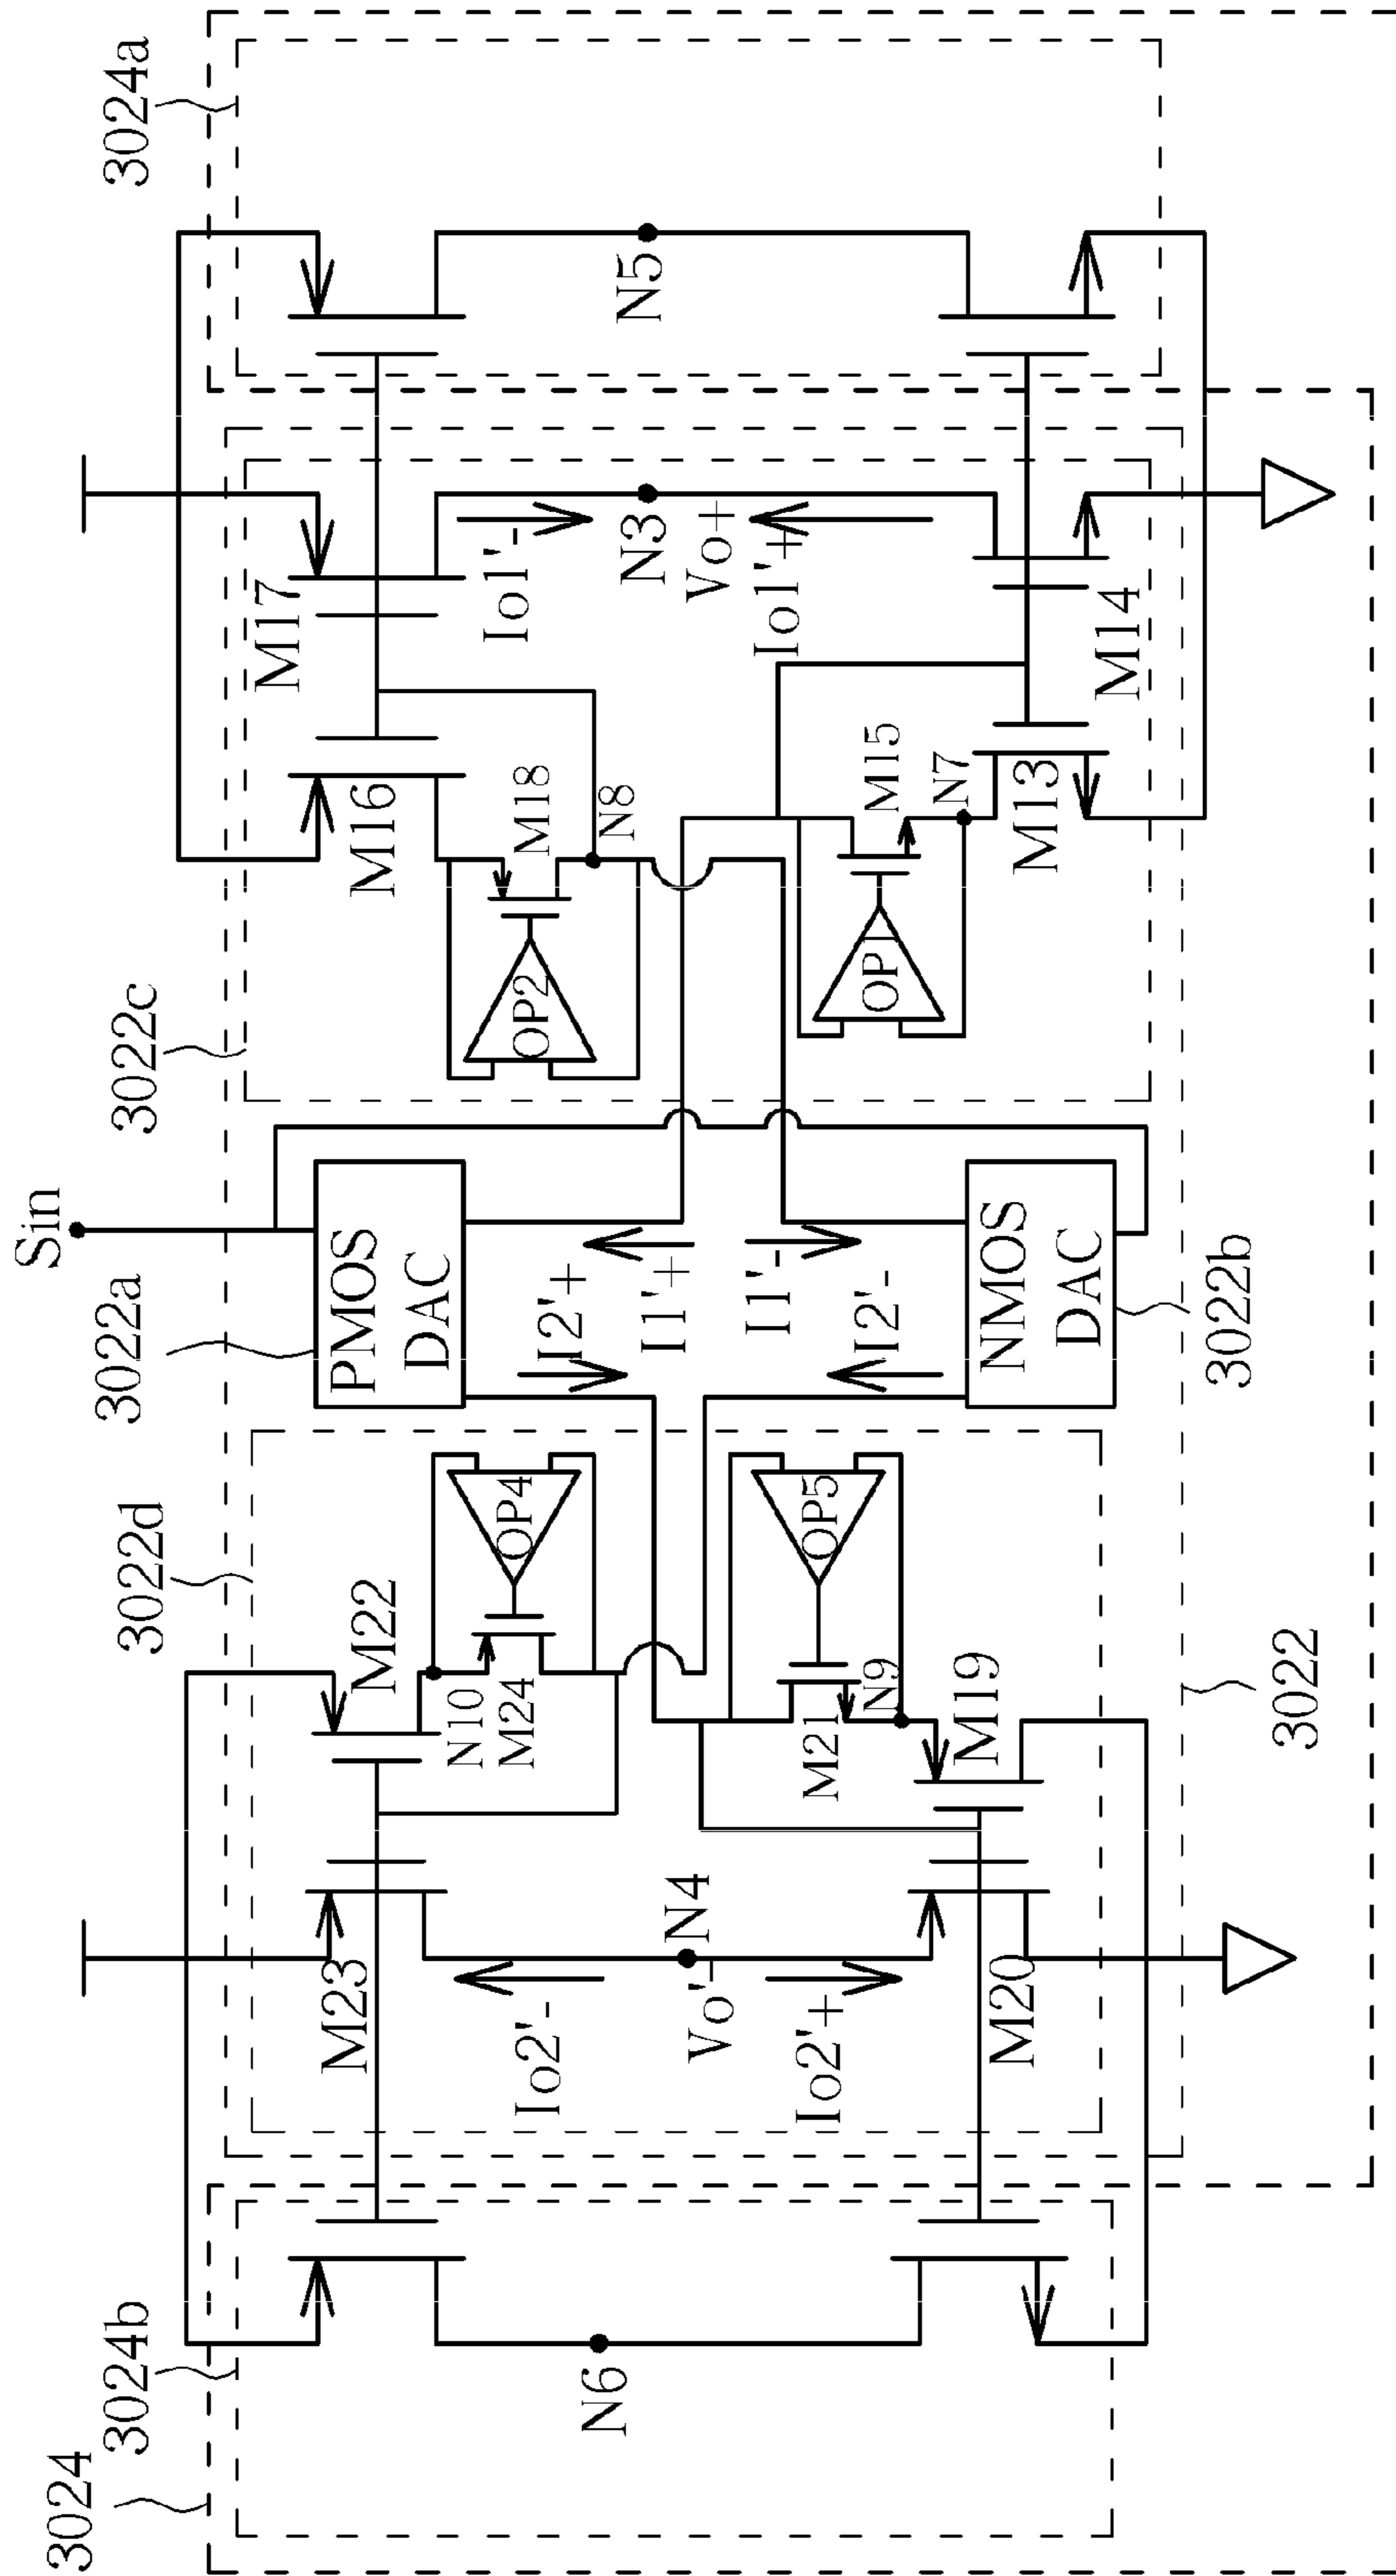 3024
3024b
3022d
3022a
Sin
3022c
3024a
M23
M22
N10
M24
OP4
PMOS
DAC
OP2
M16
M18
N8
M17
Io1'-
Io2'-
N6
N4
Vo'-
Io2'+
I2'+
I1'+
I1'-
I2'-
N3
Vo+
Io1'+
N5
M20
M19
N9
M21
OP5
NMOS
DAC
OP1
M15
N7
M13
M14
3022b
3022